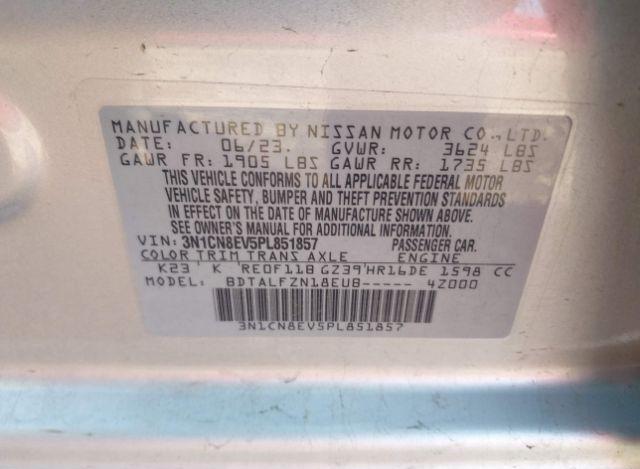 MANUFACTURED BY NISSAN MOTOR CO., LTD.
DATE: 06/23. GVWR: 3624 LBS
GAWR FR: 1905 LBS GAWR RR: 1735 LBS
THIS VEHICLE CONFORMS TO ALL APPLICABLE FEDERAL MOTOR
VEHICLE SAFETY, BUMPER AND THEFT PREVENTION STANDARDS
IN EFFECT ON THE DATE OF MANUFACTURE SHOWN ABOVE.
SEE OWNER'S MANUAL FOR ADDITIONAL INFORMATION.
VIN: 3N1CN8EV5PL851857 PASSENGER CAR.
COLOR TRIM TRANS AXLE ENGINE
K23 K RE0F11B GZ39 HR16DE 1598 CC
MODEL: BDTALFZN18EUB----- 4Z000
3N1CN8EV5PL851857